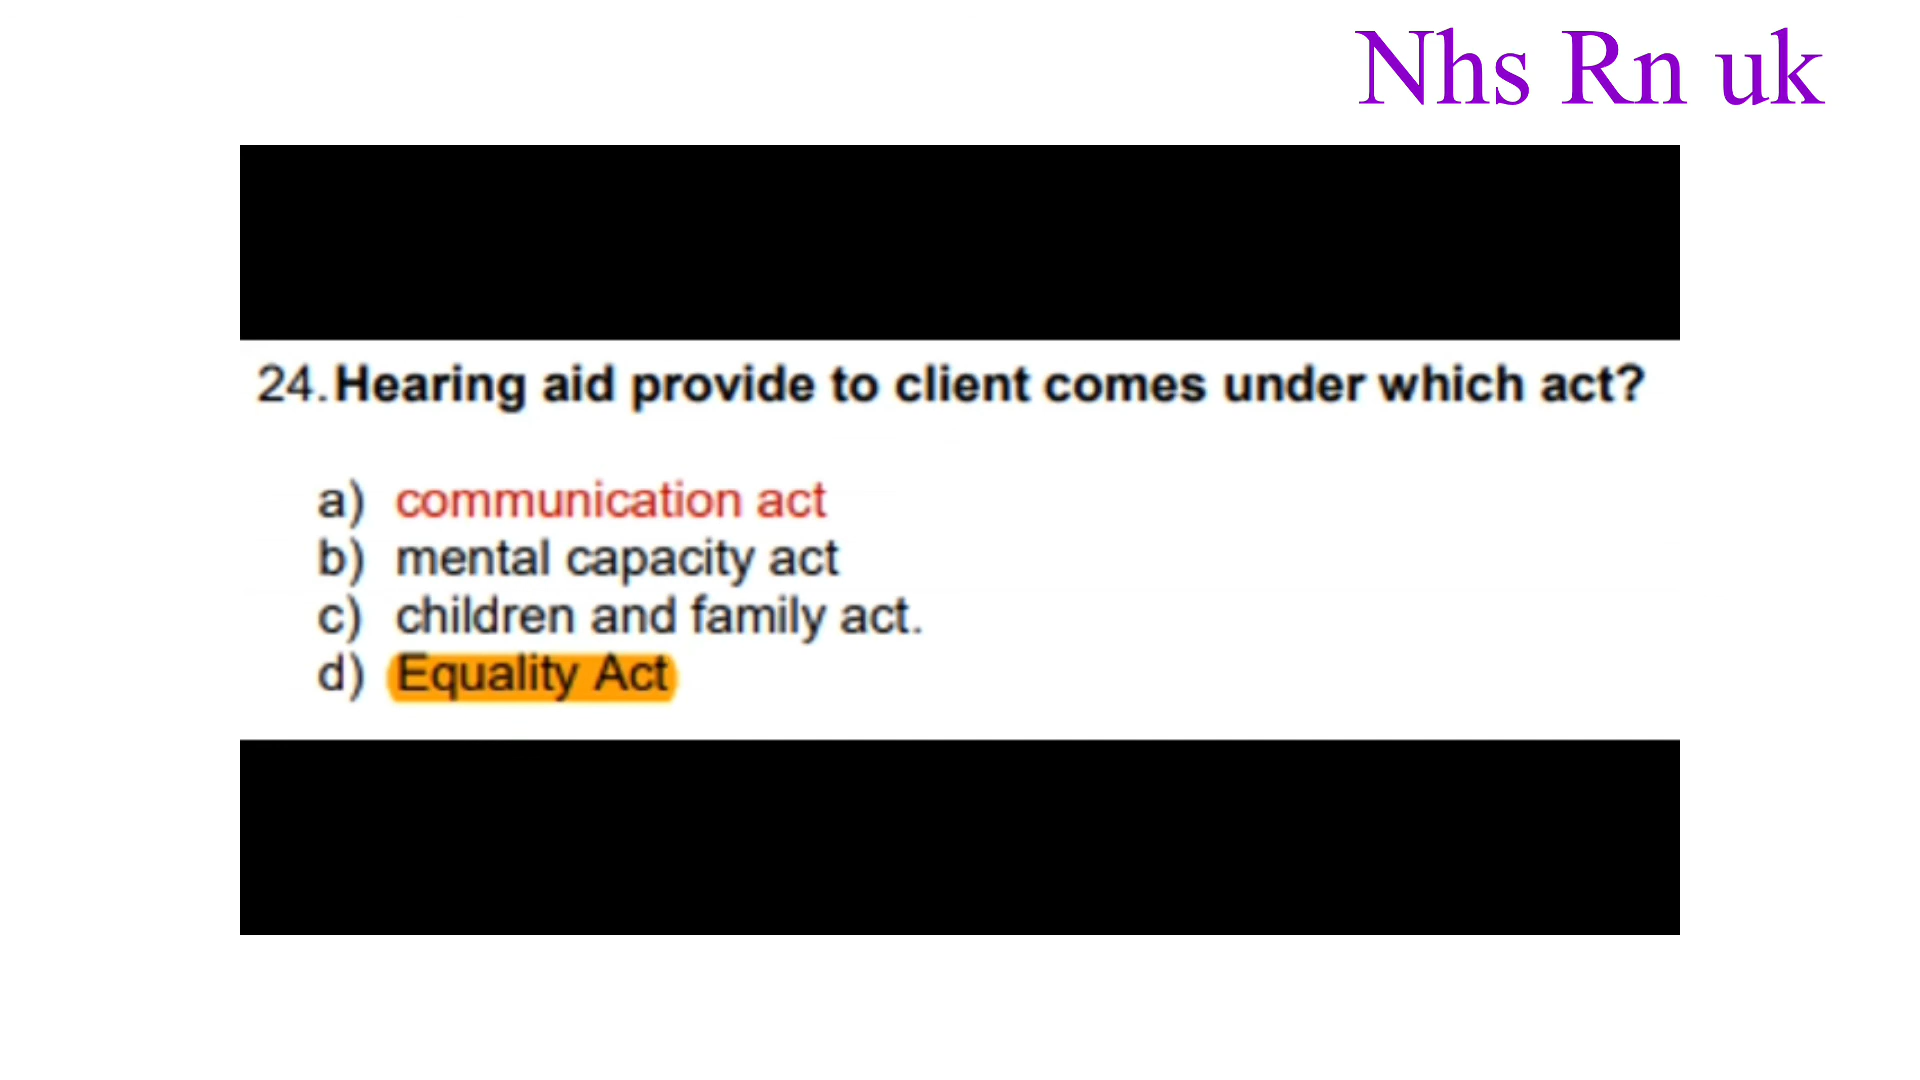 Nhs Rn uk
24. Hearing aid provide to client comes under which act?
a) communication act
b) mental capacity act
c) children and family act.
d) Equality Act